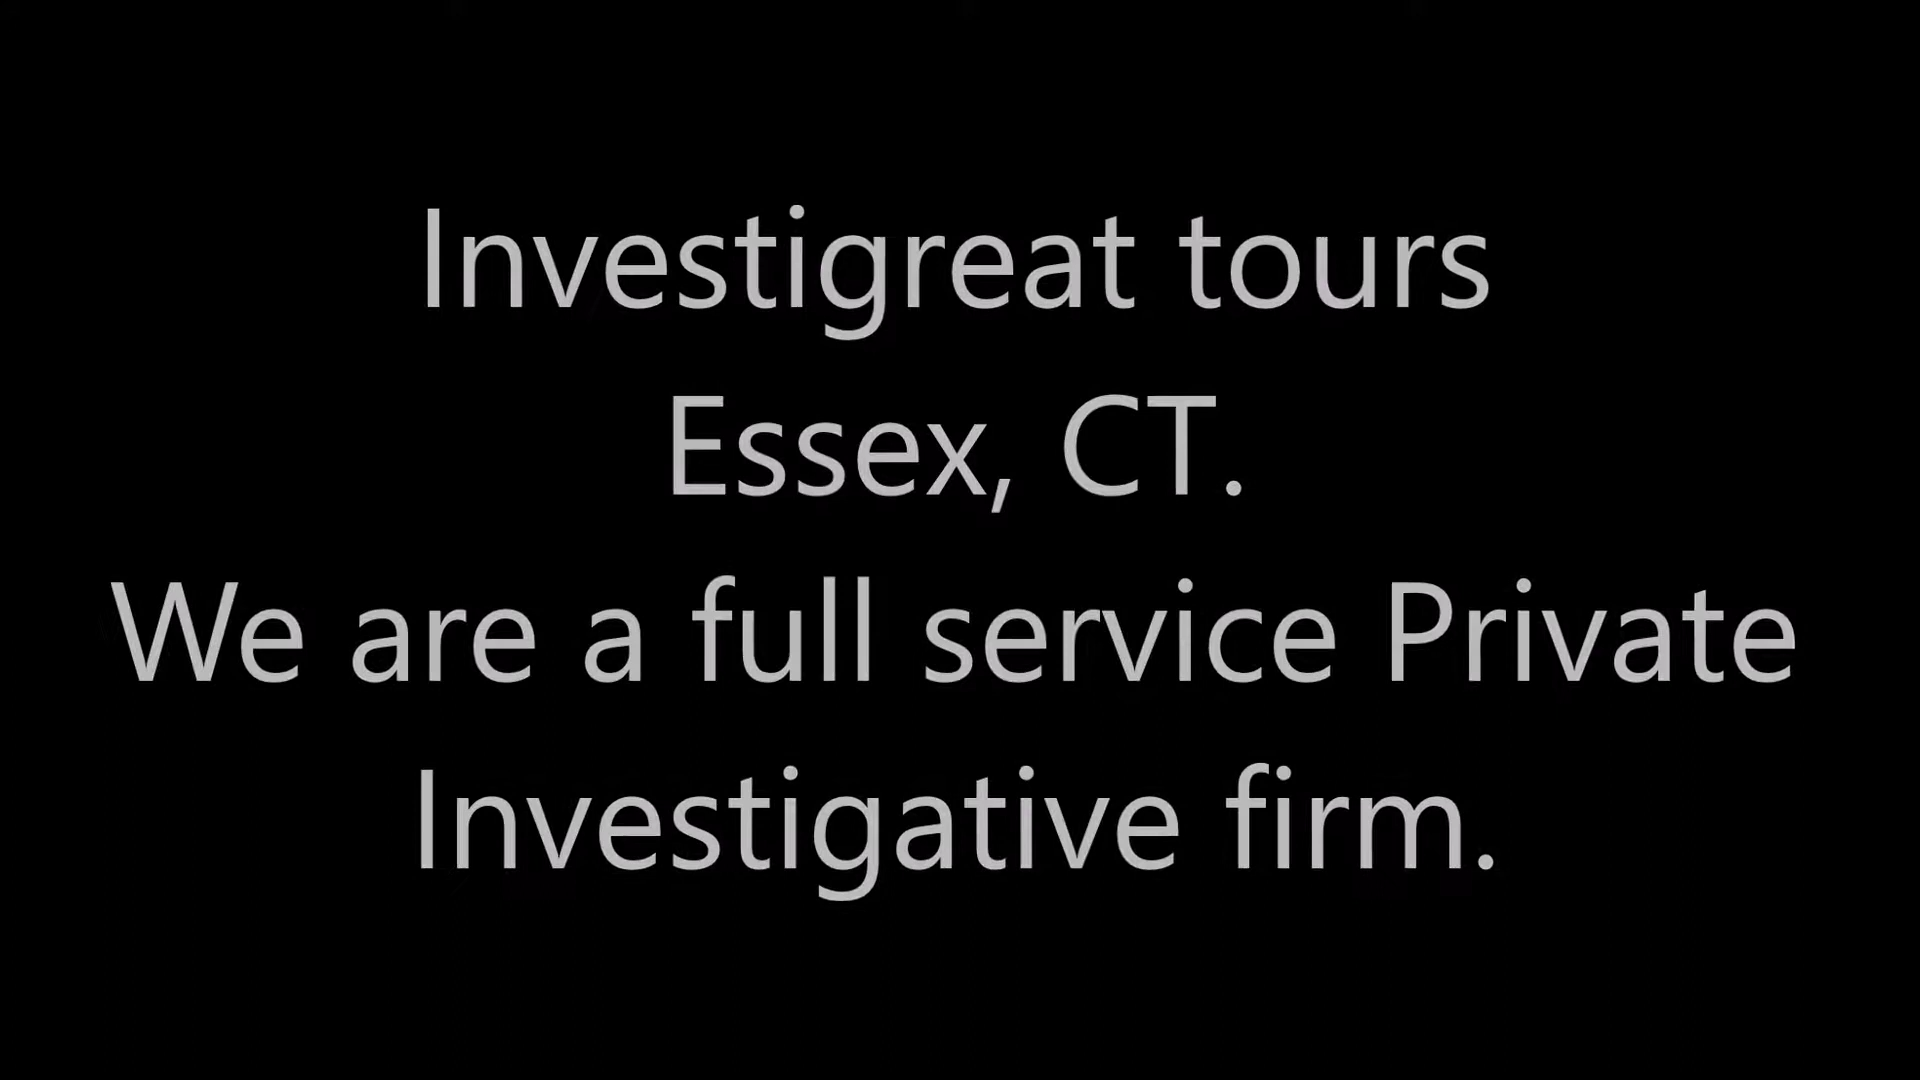 Investigreat tours
Essex, CT.
We are a full service Private
Investigative firm.